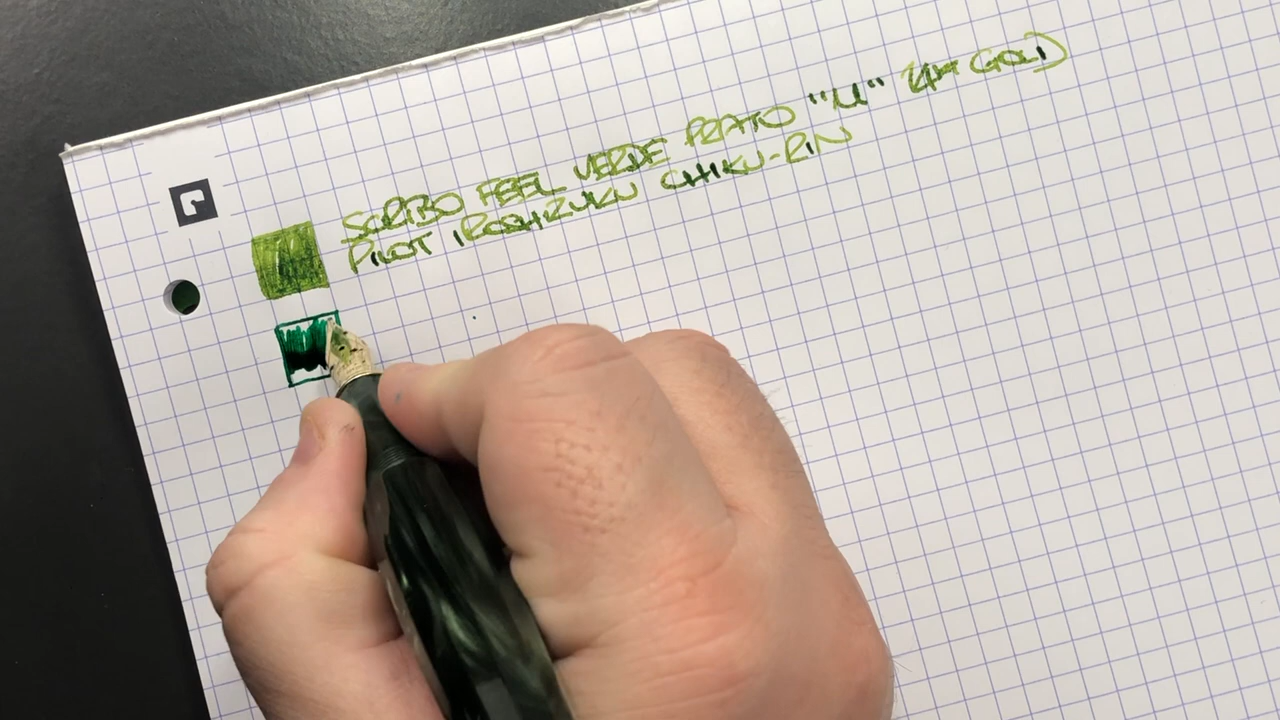 SCRIBO FEEL VERDE PRATO "M" 14K GOLD
PILOT IROSHIZUKU CHIKU-RIN